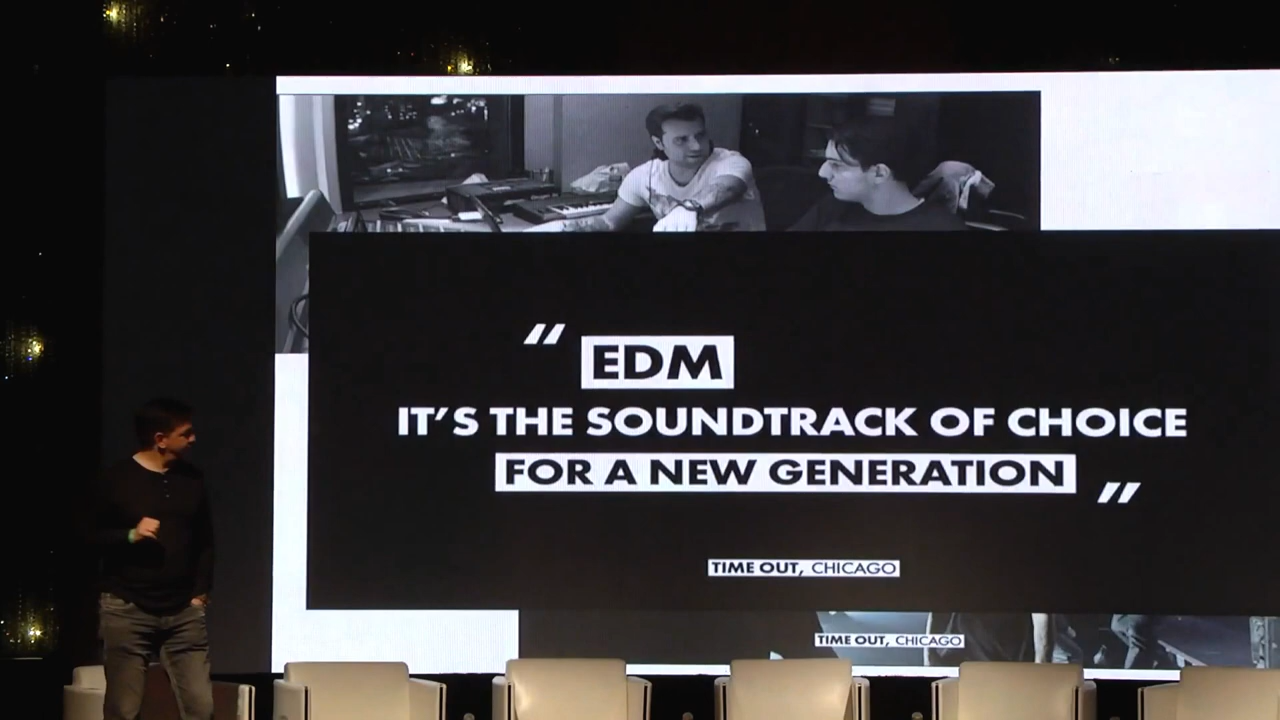 “ EDM
IT'S THE SOUNDTRACK OF CHOICE
FOR A NEW GENERATION ”
TIME OUT, CHICAGO
TIME OUT, CHICAGO